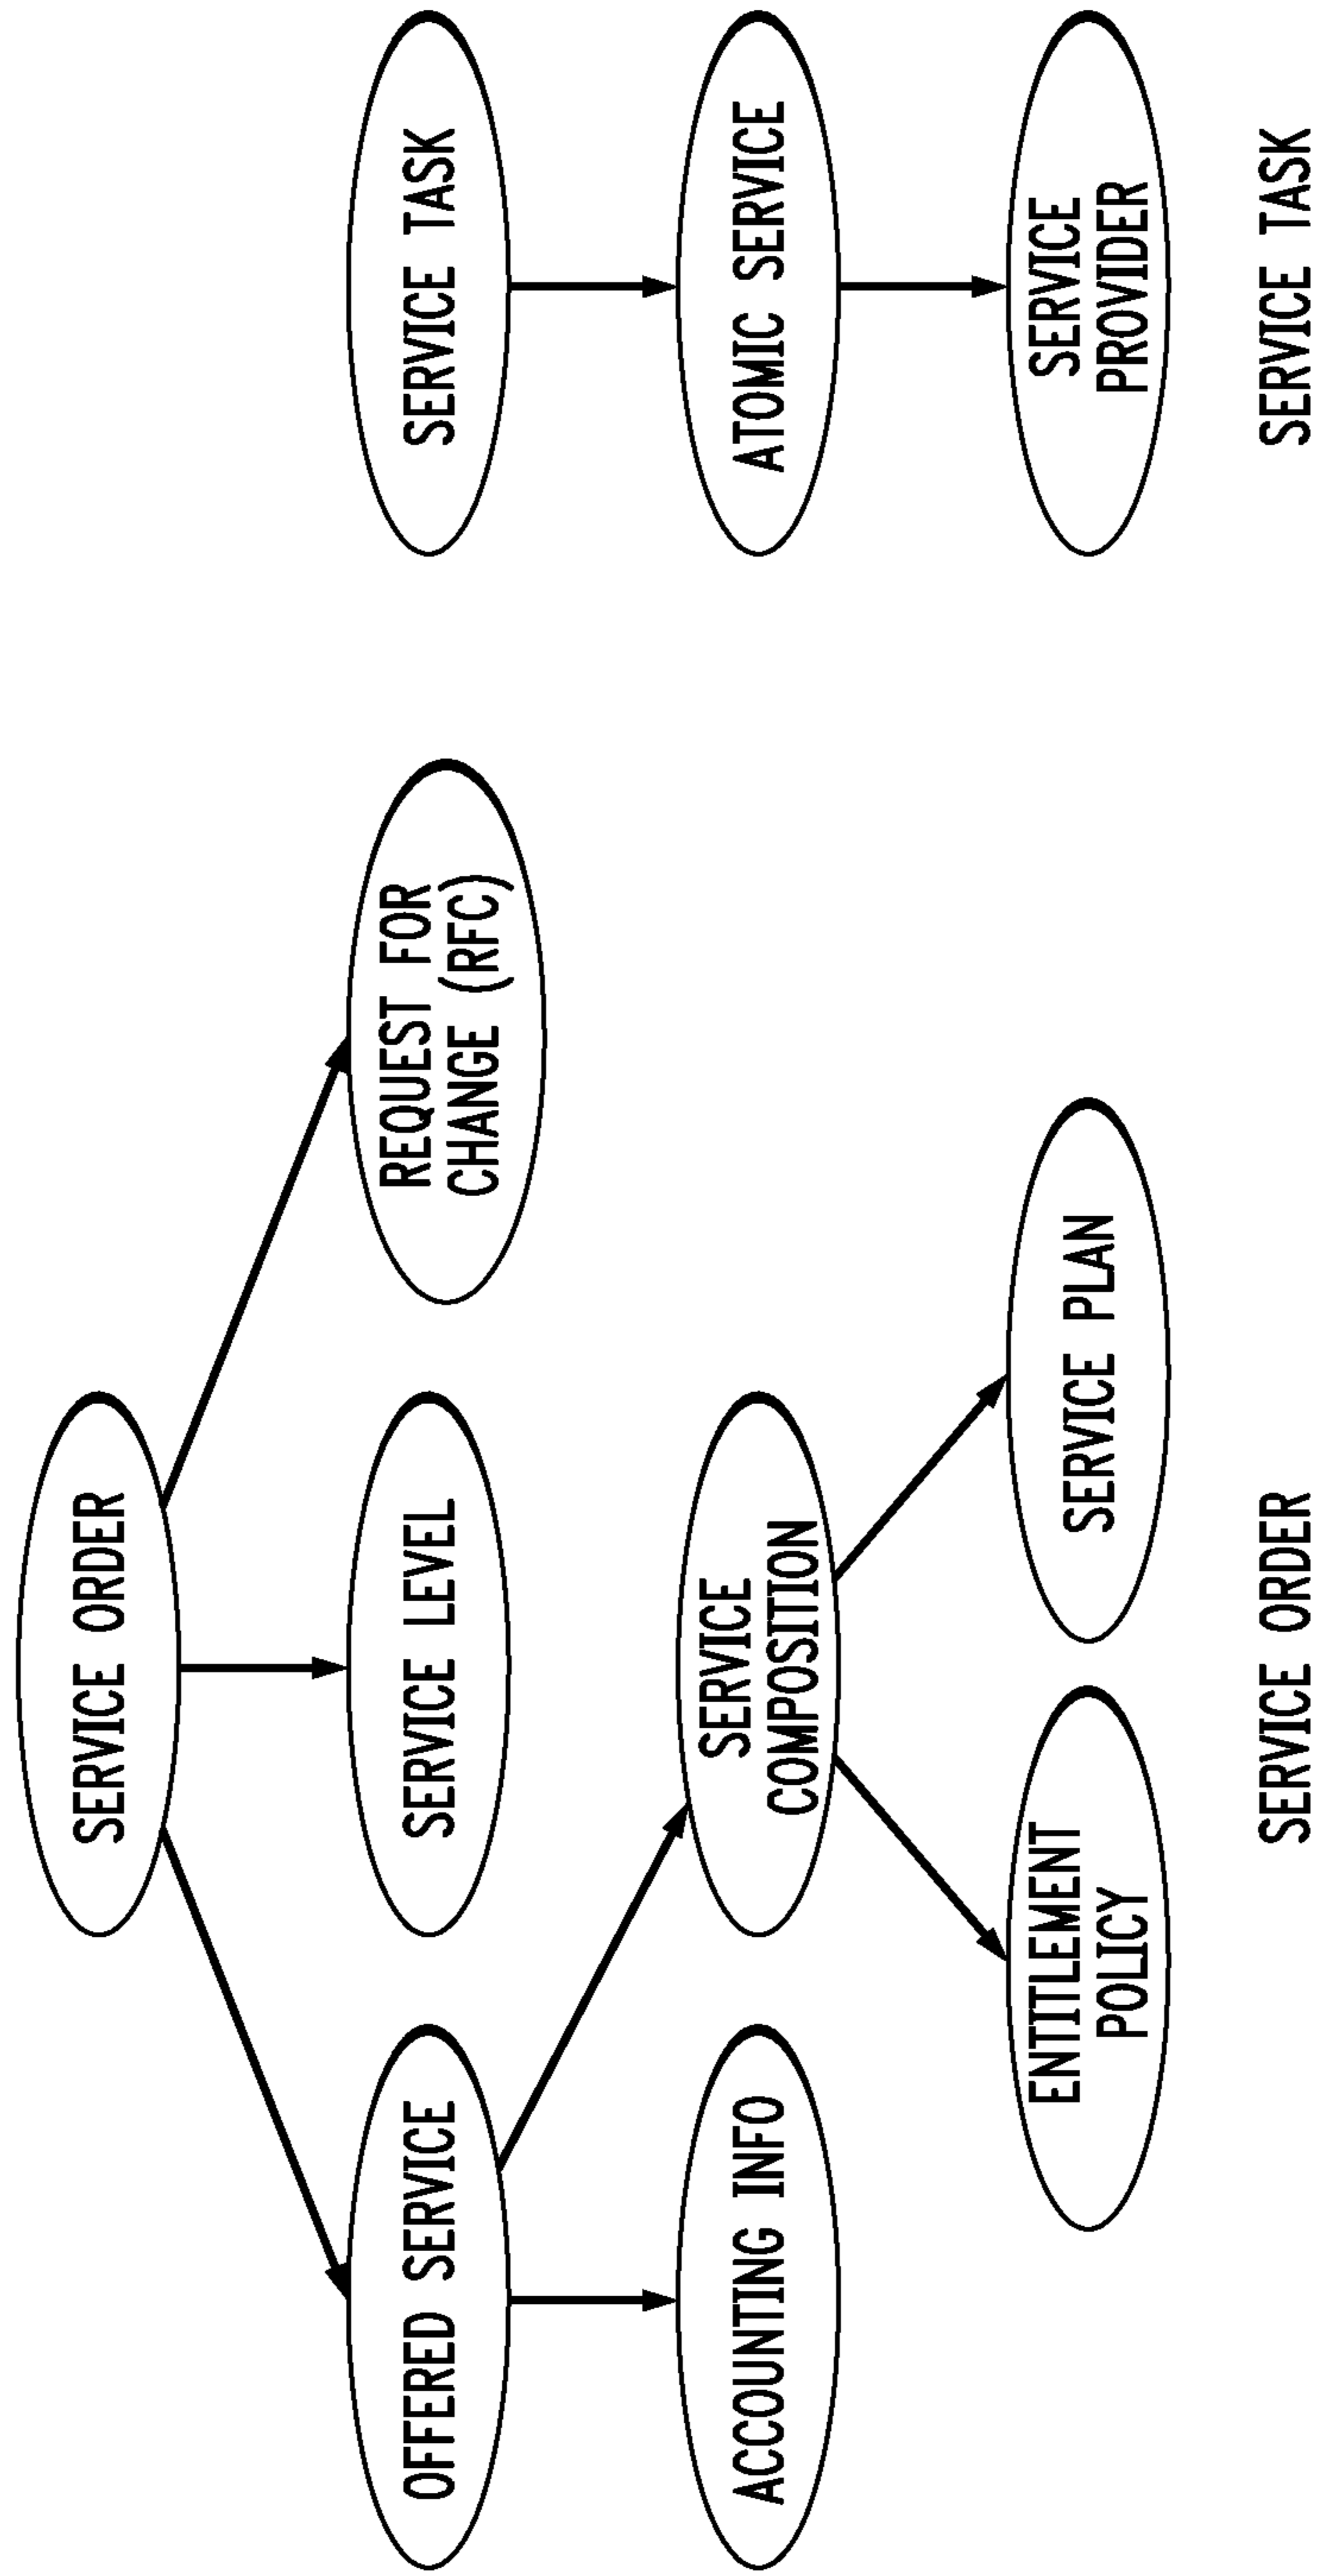 SERVICE ORDER
OFFERED SERVICE
SERVICE LEVEL
REQUEST FOR
CHANGE (RFC)
SERVICE TASK
ACCOUNTING INFO
SERVICE
COMPOSITION
ATOMIC SERVICE
ENTITLEMENT
POLICY
SERVICE PLAN
SERVICE
PROVIDER
SERVICE ORDER
SERVICE TASK